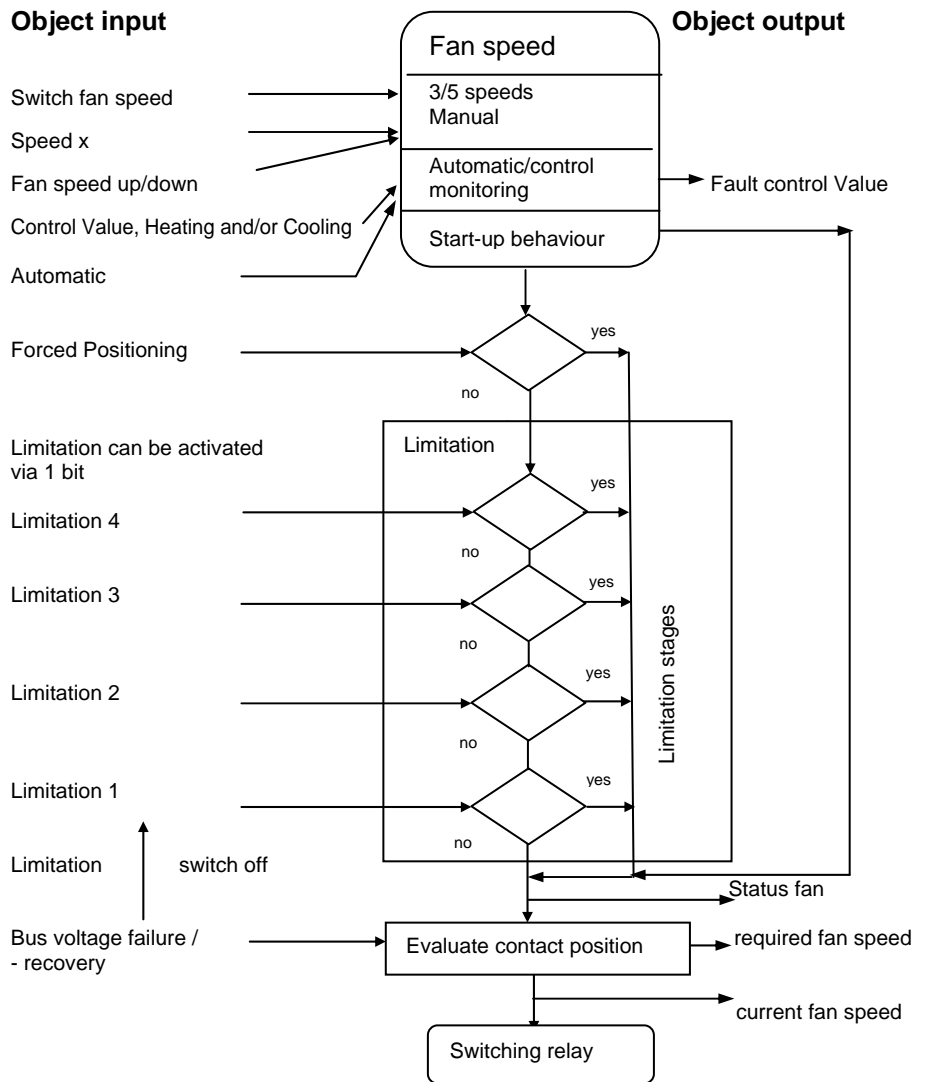 Object input
Object output
Fan speed
Switch fan speed
3/5 speeds
Manual
Speed x
Fan speed up/down
Automatic/control
monitoring
Fault control Value
Control Value, Heating and/or Cooling
Start-up behaviour
Automatic
yes
Forced Positioning
no
Limitation can be activated
via 1 bit
Limitation
yes
Limitation 4
no
yes
Limitation 3
no
Limitation stages
yes
Limitation 2
no
yes
Limitation 1
no
Limitation
switch off
Status fan
Bus voltage failure /
- recovery
Evaluate contact position
required fan speed
current fan speed
Switching relay